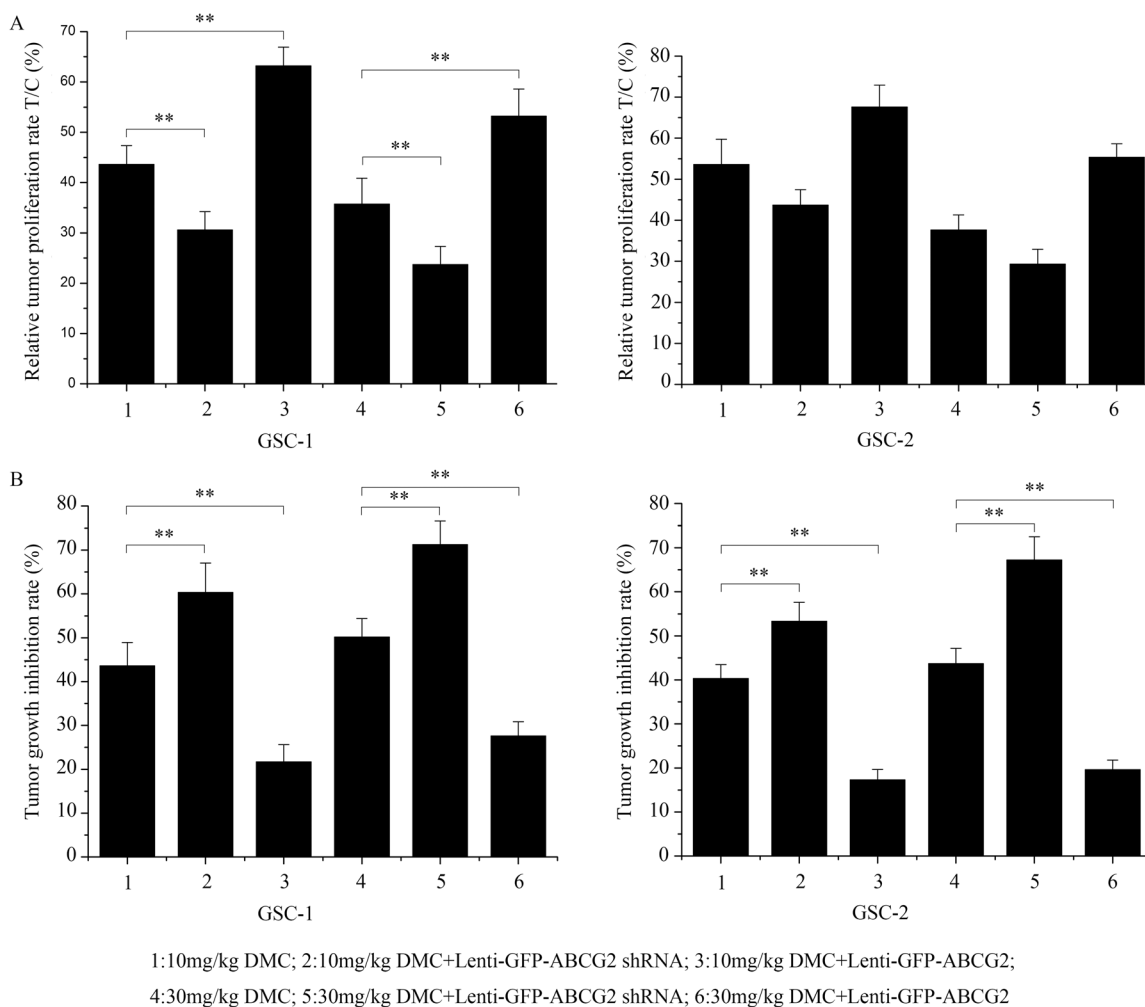 A
Relative tumor proliferation rate T/C (%)
70
60
50
40
30
20
10
0
**
**
**
**
1 2 3 4 5 6
GSC-1
Relative tumor proliferation rate T/C (%)
80
70
60
50
40
30
20
10
0
1 2 3 4 5 6
GSC-2
B
Tumor growth inhibition rate (%)
80
70
60
50
40
30
20
10
0
**
**
**
**
1 2 3 4 5 6
GSC-1
Tumor growth inhibition rate (%)
80
70
60
50
40
30
20
10
0
**
**
**
**
1 2 3 4 5 6
GSC-2
1:10mg/kg DMC; 2:10mg/kg DMC+Lenti-GFP-ABCG2 shRNA; 3:10mg/kg DMC+Lenti-GFP-ABCG2;
4:30mg/kg DMC; 5:30mg/kg DMC+Lenti-GFP-ABCG2 shRNA; 6:30mg/kg DMC+Lenti-GFP-ABCG2